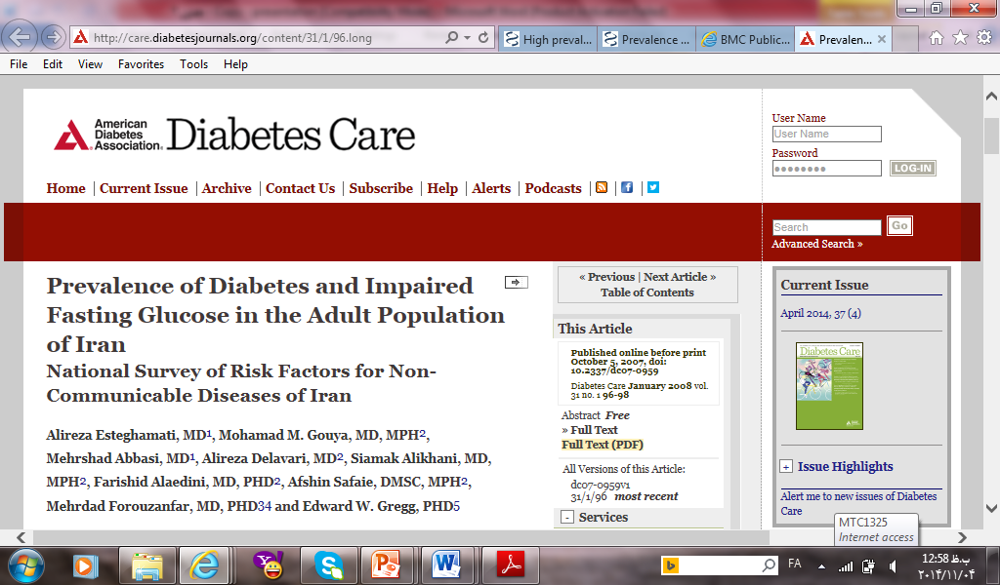 http://care.diabetesjournals.org/content/31/1/96.long
High preval...
Prevalence ...
BMC Public...
Prevalen...
File Edit View Favorites Tools Help
American
Diabetes
Association.
Diabetes Care
User Name
User Name
Password
LOG-IN
Home Current Issue Archive Contact Us Subscribe Help Alerts Podcasts
Search
Go
Advanced Search »
Prevalence of Diabetes and Impaired
Fasting Glucose in the Adult Population
of Iran
National Survey of Risk Factors for Non-
Communicable Diseases of Iran
Alireza Esteghamati, MD1, Mohamad M. Gouya, MD, MPH2,
Mehrshad Abbasi, MD1, Alireza Delavari, MD2, Siamak Alikhani, MD,
MPH2, Farishid Alaedini, MD, PHD2, Afshin Safaie, DMSC, MPH2,
Mehrdad Forouzanfar, MD, PHD34 and Edward W. Gregg, PHD5
« Previous | Next Article »
Table of Contents
This Article
Published online before print
October 5, 2007, doi:
10.2337/dc07-0959
Diabetes Care January 2008 vol.
31 no. 1 96-98
Abstract Free
» Full Text
Full Text (PDF)
All Versions of this Article:
dc07-0959v1
31/1/96 most recent
- Services
Current Issue
April 2014, 37 (4)
Diabetes Care
+ Issue Highlights
Alert me to new issues of Diabetes
Care
MTC1325
Internet access
FA
12:58 ب.ظ
۲۰۱۴/۱۱/۰۴